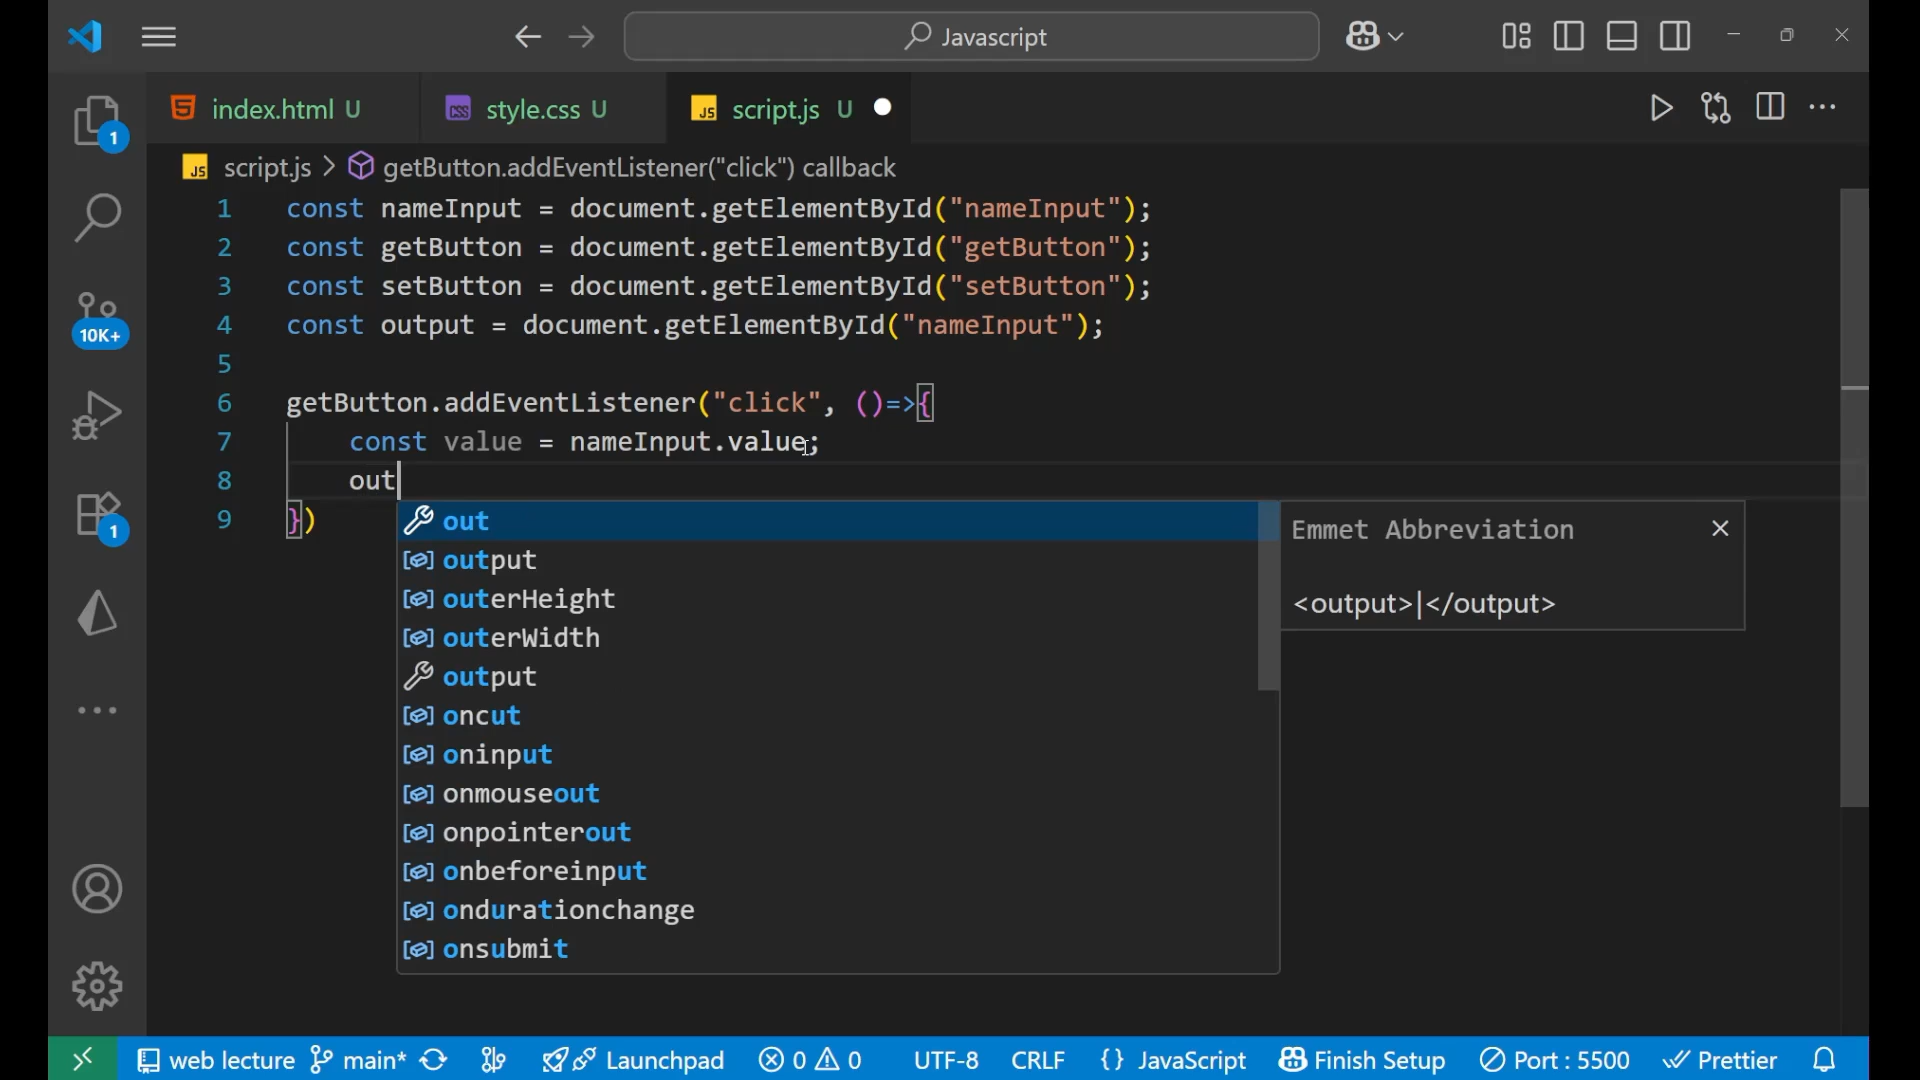 Javascript
index.html U
style.css U
script.js U
script.js > getButton.addEventListener("click") callback
1 const nameInput = document.getElementById("nameInput");
2 const getButton = document.getElementById("getButton");
3 const setButton = document.getElementById("setButton");
4 const output = document.getElementById("nameInput");
5
6 getButton.addEventListener("click", ()=>{
7 const value = nameInput.value;
8 out
9 })
out
output
outerHeight
outerWidth
output
oncut
oninput
onmouseout
onpointerout
onbeforeinput
ondurationchange
onsubmit
Emmet Abbreviation
<output>|</output>
1
10K+
1
web lecture main* Launchpad 0 0 UTF-8 CRLF {} JavaScript Finish Setup Port : 5500 Prettier